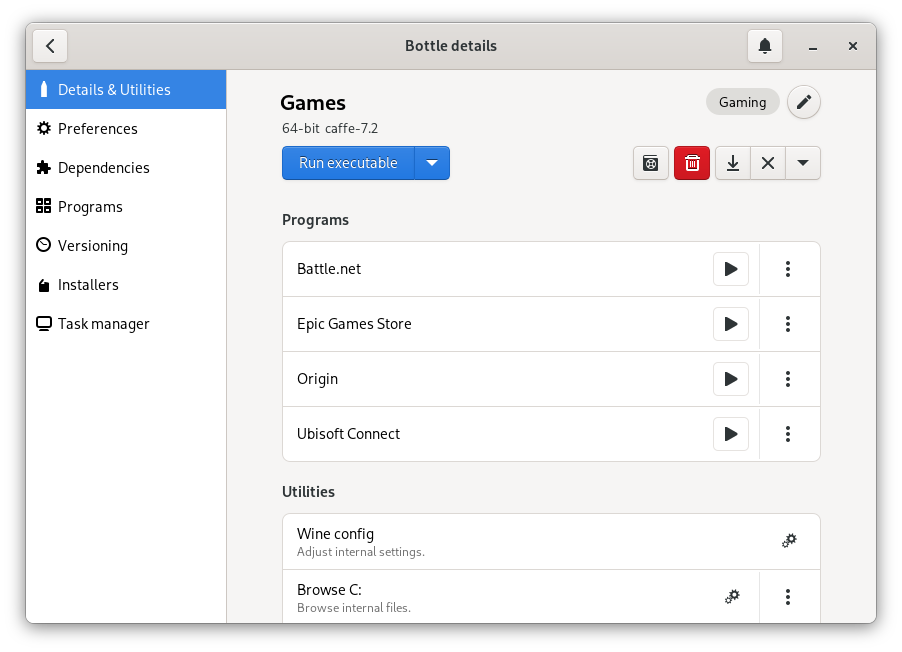 Bottle details
Details & Utilities
Preferences
Dependencies
Programs
Versioning
Installers
Task manager
Games
Gaming
64-bit caffe-7.2
Run executable
Programs
Battle.net
Epic Games Store
Origin
Ubisoft Connect
Utilities
Wine config
Adjust internal settings.
Browse C:
Browse internal files.